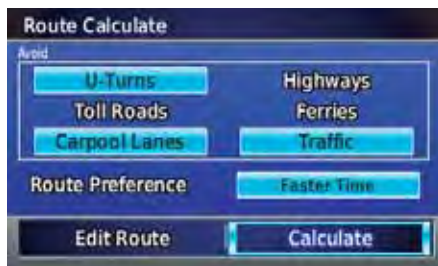 Route Calculate
Avoid
U-Turns Highways
Toll Roads Ferries
Carpool Lanes Traffic
Route Preference Faster Time
Edit Route Calculate